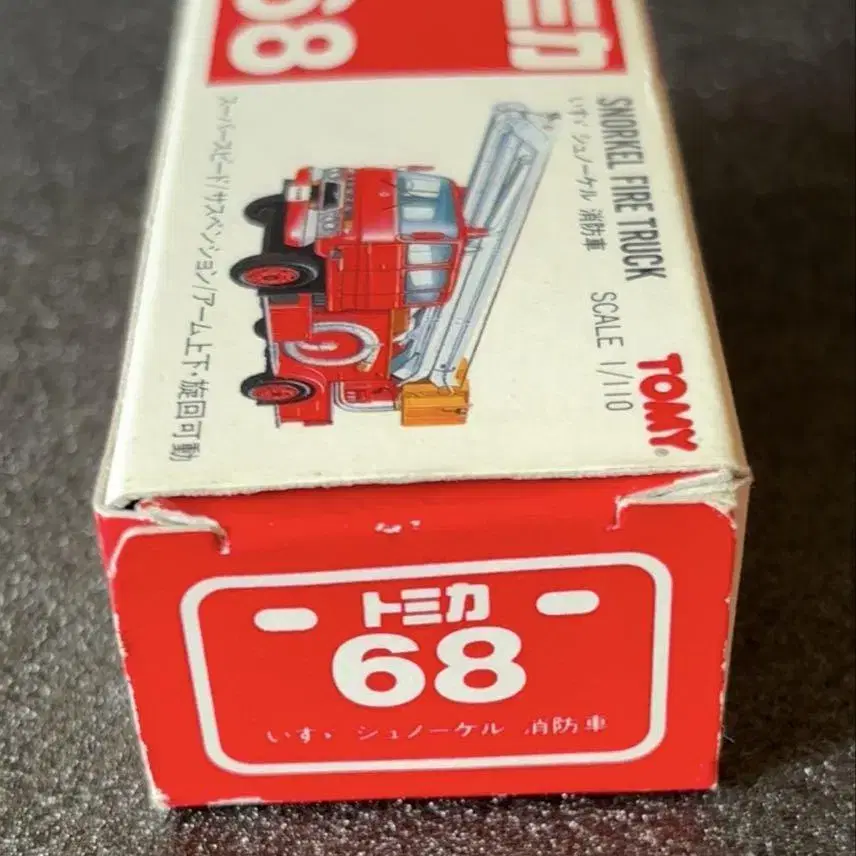 トミカ
68
SNORKEL FIRE TRUCK
いすゞ シュノーケル 消防車
SCALE 1/110
TOMY®
スーパースピード/サスペンション/アーム上下・旋回可動
トミカ
68
いすゞ シュノーケル 消防車